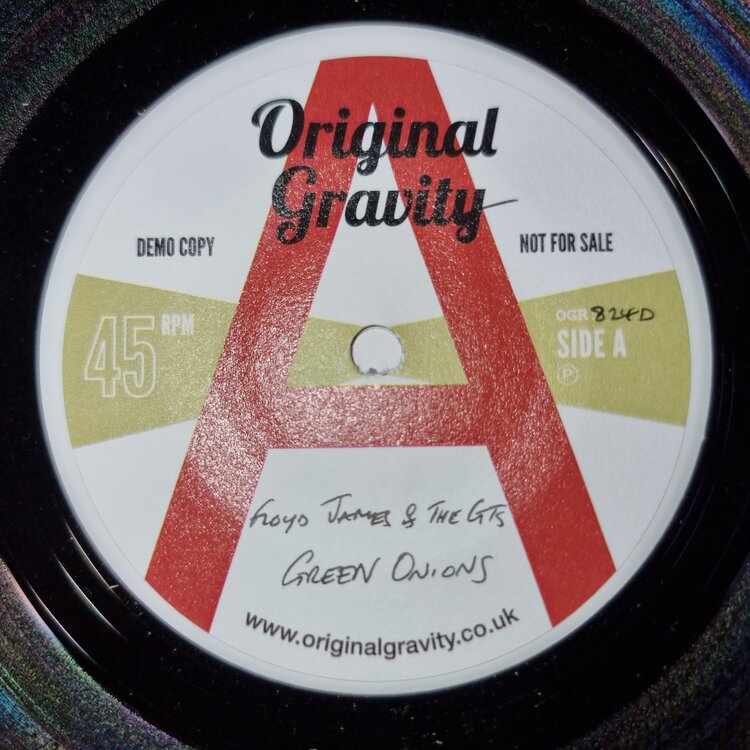 Original
Gravity
DEMO COPY
NOT FOR SALE
45 RPM
OGR 824D
SIDE A
℗
FLOYD JAMES & THE GTS
GREEN ONIONS
www.originalgravity.co.uk